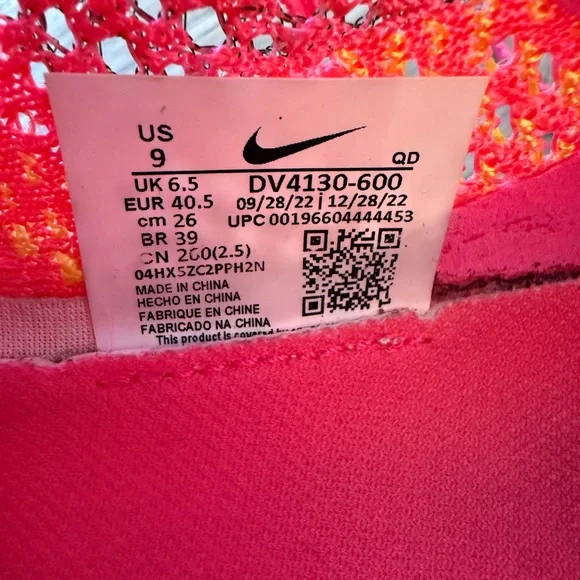 US
9
QD
UK 6.5 DV4130-600
EUR 40.5 09/28/22 | 12/28/22
cm 26 UPC 00196604444453
BR 39
CN 260(2.5)
04HXSZC2PPH2N
MADE IN CHINA
HECHO EN CHINA
FABRIQUE EN CHINE
FABRICADO NA CHINA
This product is covered